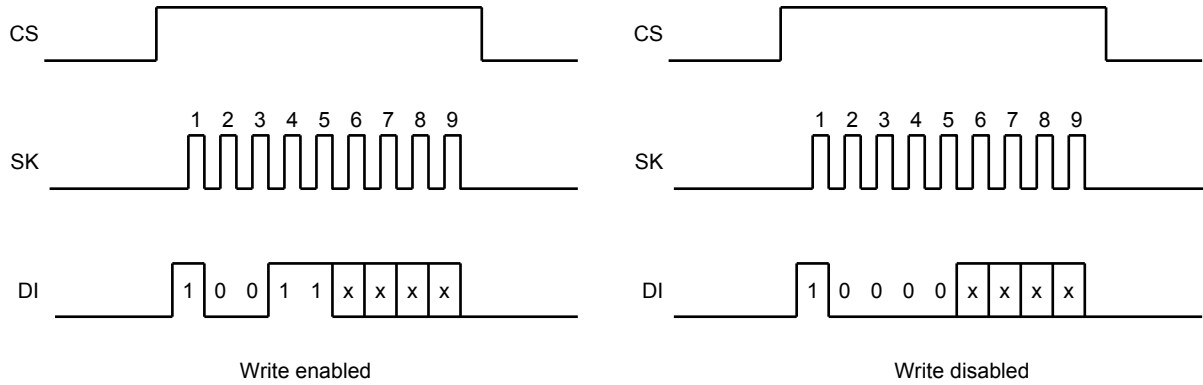 CS
CS
1 2 3 4 5 6 7 8 9
1 2 3 4 5 6 7 8 9
SK
SK
DI
1 0 0 1 1 x x x x
DI
1 0 0 0 0 x x x x
Write enabled
Write disabled